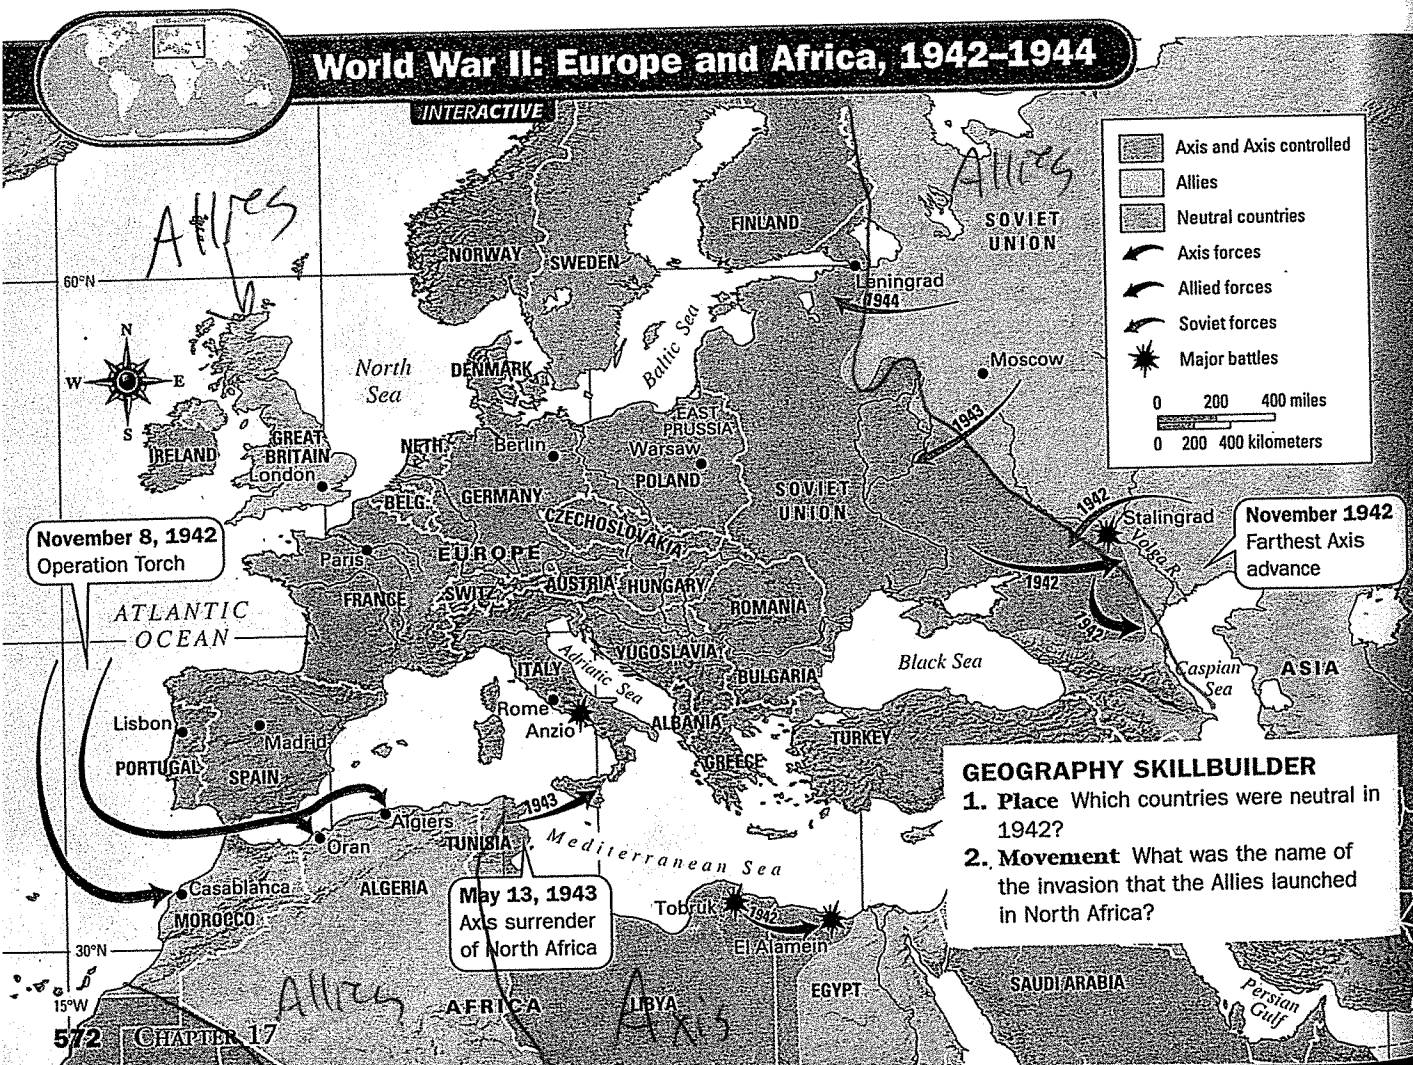 World War II: Europe and Africa, 1942–1944
INTERACTIVE
Allies
Allies
Axis and Axis controlled
Allies
Neutral countries
Axis forces
Allied forces
Soviet forces
Major battles
0 200 400 miles
0 200 400 kilometers
60°N
N
W E
S
NORWAY
SWEDEN
FINLAND
SOVIET
UNION
Leningrad
1944
Baltic Sea
North
Sea
DENMARK
Moscow
1943
IRELAND
GREAT
BRITAIN
London
NETH.
BELG.
Berlin
GERMANY
EAST
PRUSSIA
Warsaw
POLAND
SOVIET
UNION
CZECHOSLOVAKIA
1942
Stalingrad
Volga R.
November 1942
Farthest Axis
advance
November 8, 1942
Operation Torch
Paris
EUROPE
FRANCE
SWITZ.
AUSTRIA
HUNGARY
ROMANIA
1942
1942
ATLANTIC
OCEAN
YUGOSLAVIA
ITALY
Adriatic Sea
BULGARIA
Black Sea
Caspian
Sea
ASIA
Lisbon
Madrid
PORTUGAL
SPAIN
Rome
Anzio
ALBANIA
GREECE
TURKEY
GEOGRAPHY SKILLBUILDER
1. Place Which countries were neutral in
1942?
2. Movement What was the name of
the invasion that the Allies launched
in North Africa?
1943
Algiers
Oran
TUNISIA
Mediterranean Sea
Casablanca
MOROCCO
ALGERIA
May 13, 1943
Axis surrender
of North Africa
Tobruk
1942
El Alamein
30°N
15°W
Allies
AFRICA
LIBYA
Axis
EGYPT
SAUDI ARABIA
Persian
Gulf
572 CHAPTER 17